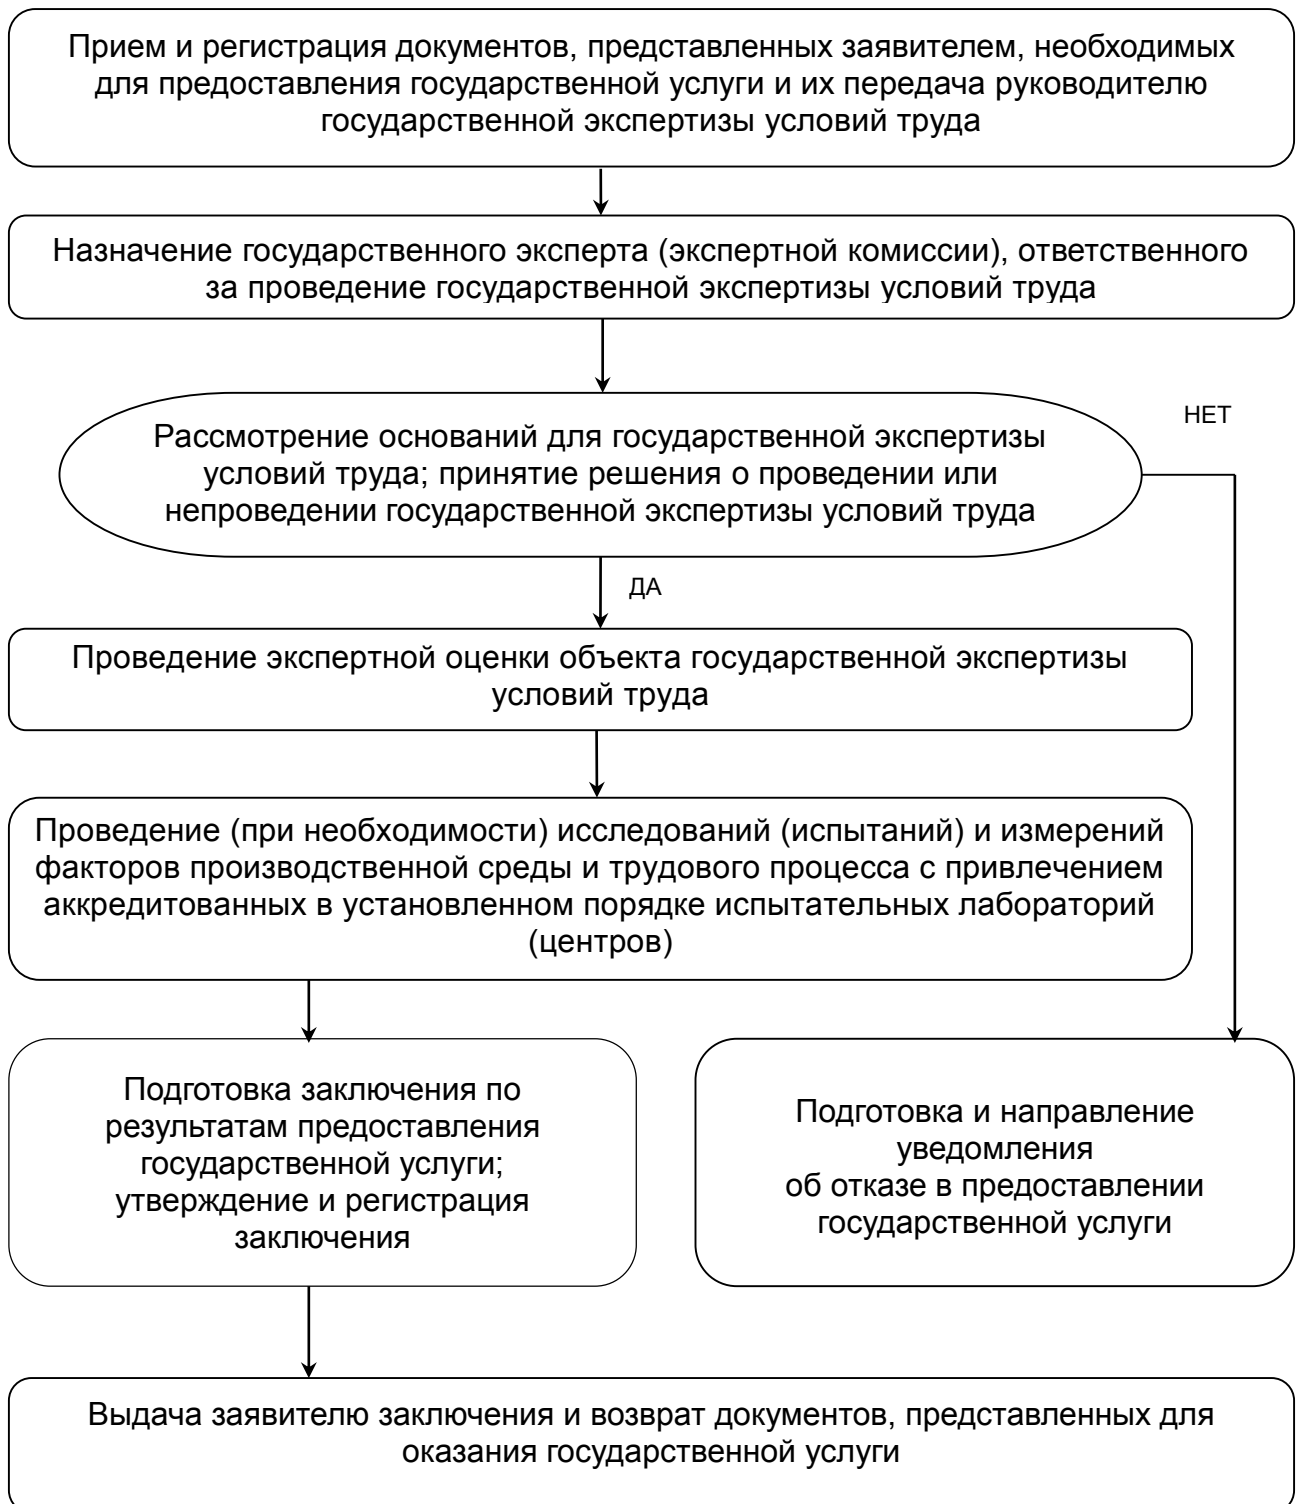 Прием и регистрация документов, представленных заявителем, необходимых
для предоставления государственной услуги и их передача руководителю
государственной экспертизы условий труда
Назначение государственного эксперта (экспертной комиссии), ответственного
за проведение государственной экспертизы условий труда
НЕТ
Рассмотрение оснований для государственной экспертизы
условий труда; принятие решения о проведении или
непроведении государственной экспертизы условий труда
ДА
Проведение экспертной оценки объекта государственной экспертизы
условий труда
Проведение (при необходимости) исследований (испытаний) и измерений
факторов производственной среды и трудового процесса с привлечением
аккредитованных в установленном порядке испытательных лабораторий
(центров)
Подготовка заключения по
результатам предоставления
государственной услуги;
утверждение и регистрация
заключения
Подготовка и направление
уведомления
об отказе в предоставлении
государственной услуги
Выдача заявителю заключения и возврат документов, представленных для
оказания государственной услуги